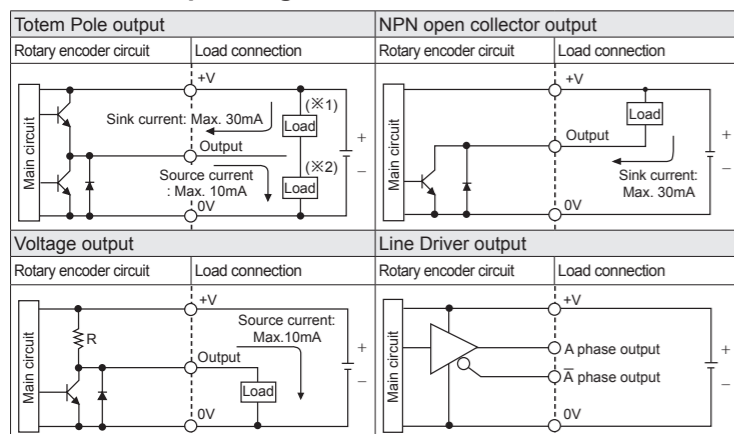 Totem Pole output
NPN open collector output
Rotary encoder circuit
Load connection
Rotary encoder circuit
Load connection
Main circuit
+V
Sink current: Max. 30mA
(※1)
Load
Output
Source current
: Max. 10mA
(※2)
Load
0V
+
−
Main circuit
+V
Load
Output
Sink current:
Max. 30mA
0V
+
−
Voltage output
Line Driver output
Rotary encoder circuit
Load connection
Rotary encoder circuit
Load connection
Main circuit
R
+V
Source current:
Max.10mA
Output
Load
0V
+
−
Main circuit
+V
A phase output
A̅ phase output
0V
+
−